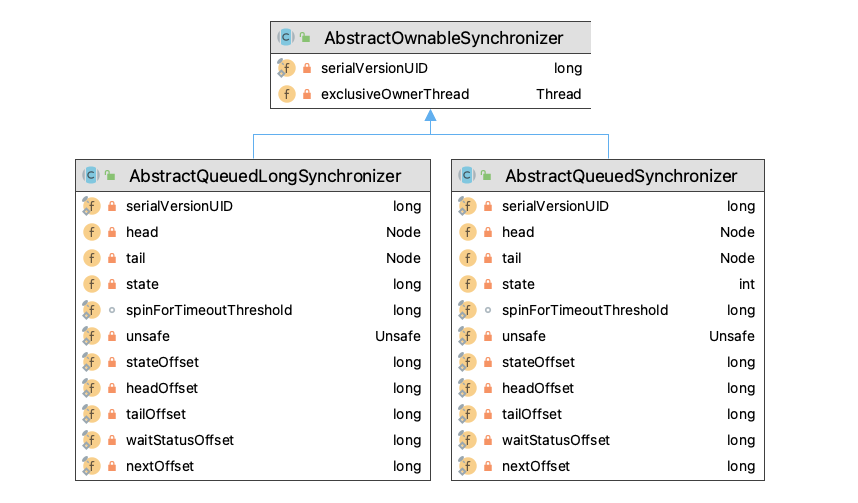 AbstractOwnableSynchronizer
serialVersionUID long
exclusiveOwnerThread Thread
AbstractQueuedLongSynchronizer
serialVersionUID long
head Node
tail Node
state long
spinForTimeoutThreshold long
unsafe Unsafe
stateOffset long
headOffset long
tailOffset long
waitStatusOffset long
nextOffset long
AbstractQueuedSynchronizer
serialVersionUID long
head Node
tail Node
state int
spinForTimeoutThreshold long
unsafe Unsafe
stateOffset long
headOffset long
tailOffset long
waitStatusOffset long
nextOffset long